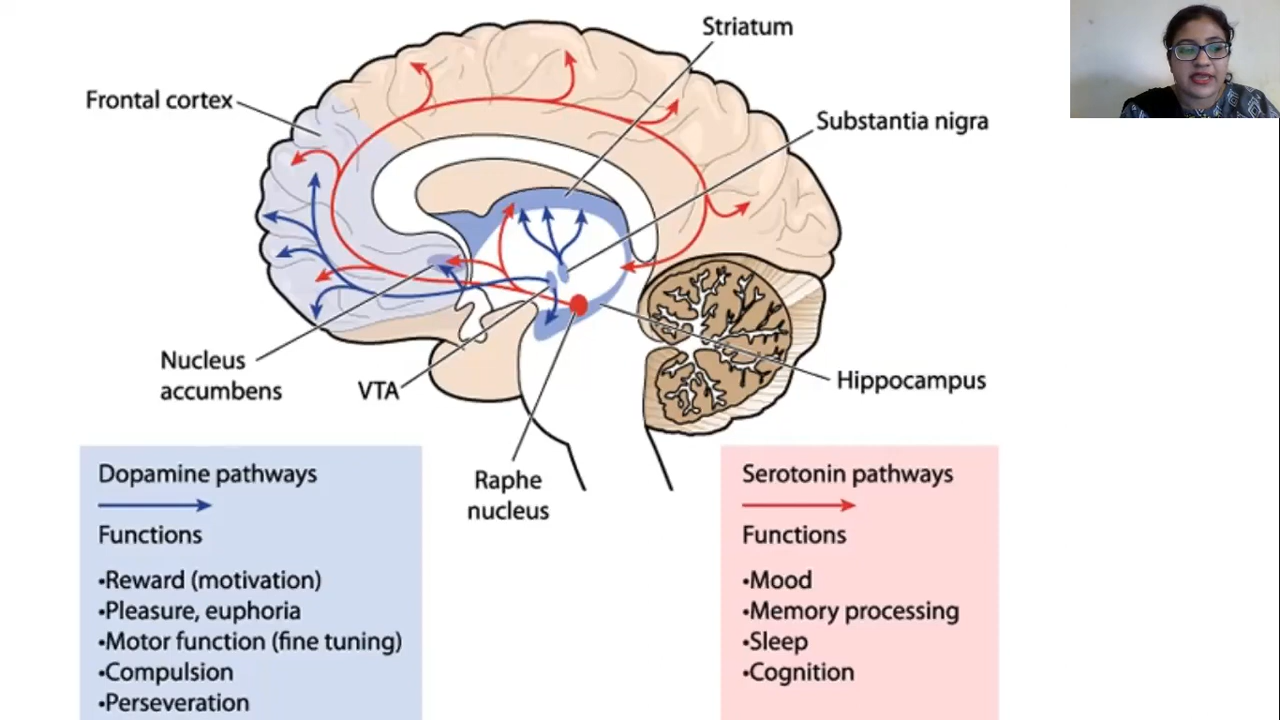 Striatum
Frontal cortex
Substantia nigra
Nucleus
accumbens
VTA
Hippocampus
Raphe
nucleus
Dopamine pathways
Functions
•Reward (motivation)
•Pleasure, euphoria
•Motor function (fine tuning)
•Compulsion
•Perseveration
Serotonin pathways
Functions
•Mood
•Memory processing
•Sleep
•Cognition